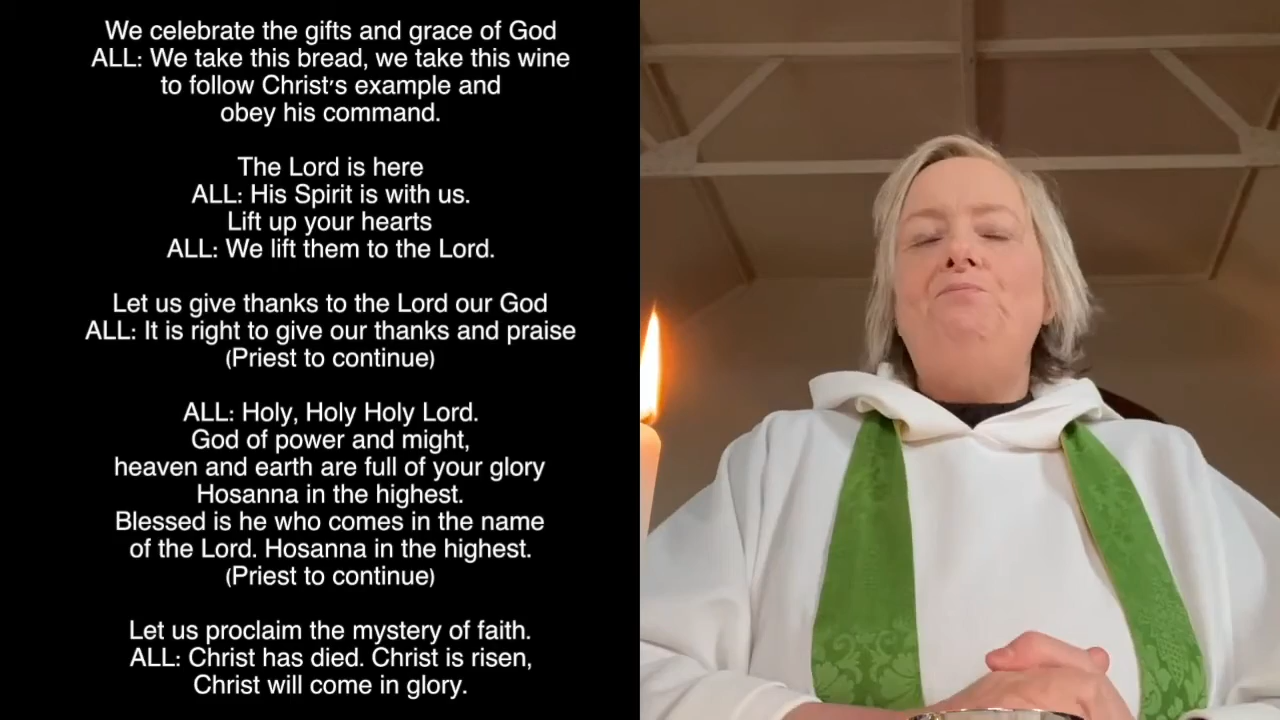 We celebrate the gifts and grace of God
ALL: We take this bread, we take this wine
to follow Christ's example and
obey his command.
The Lord is here
ALL: His Spirit is with us.
Lift up your hearts
ALL: We lift them to the Lord.
Let us give thanks to the Lord our God
ALL: It is right to give our thanks and praise
(Priest to continue)
ALL: Holy, Holy Holy Lord.
God of power and might,
heaven and earth are full of your glory
Hosanna in the highest.
Blessed is he who comes in the name
of the Lord. Hosanna in the highest.
(Priest to continue)
Let us proclaim the mystery of faith.
ALL: Christ has died. Christ is risen,
Christ will come in glory.